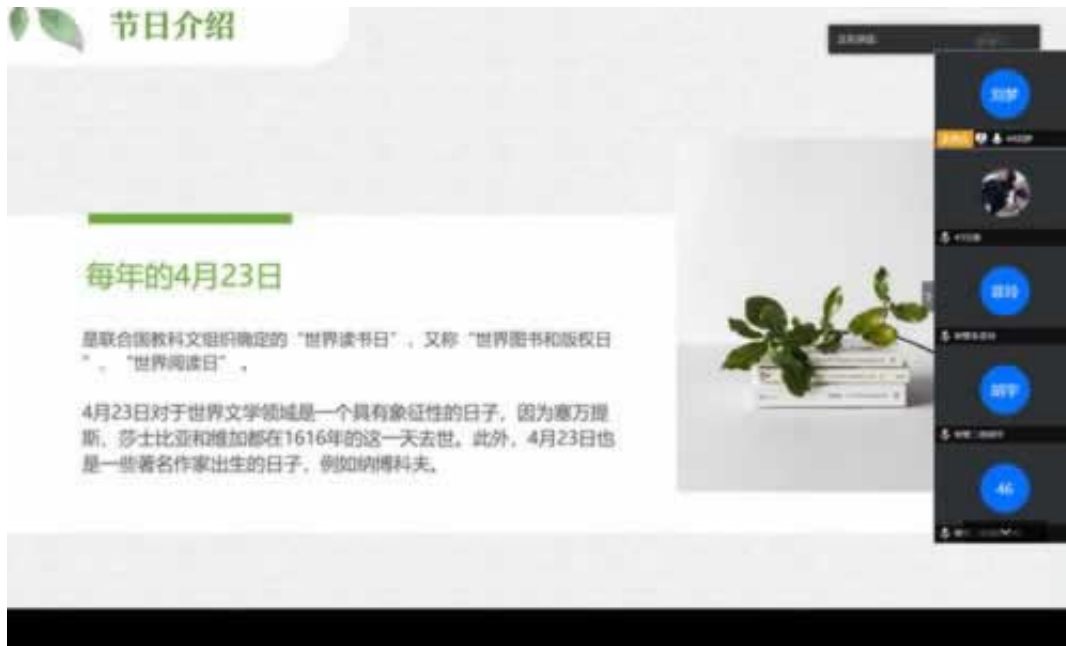 节日介绍
每年的4月23日
是联合国教科文组织确定的“世界读书日”，又称“世界图书和版权日
”、“世界阅读日”。
4月23日对于世界文学领域是一个具有象征性的日子，因为塞万提
斯、莎士比亚和维加都在1616年的这一天去世。此外，4月23日也
是一些著名作家出生的日子，例如纳博科夫。
刘梦
胡宇
46